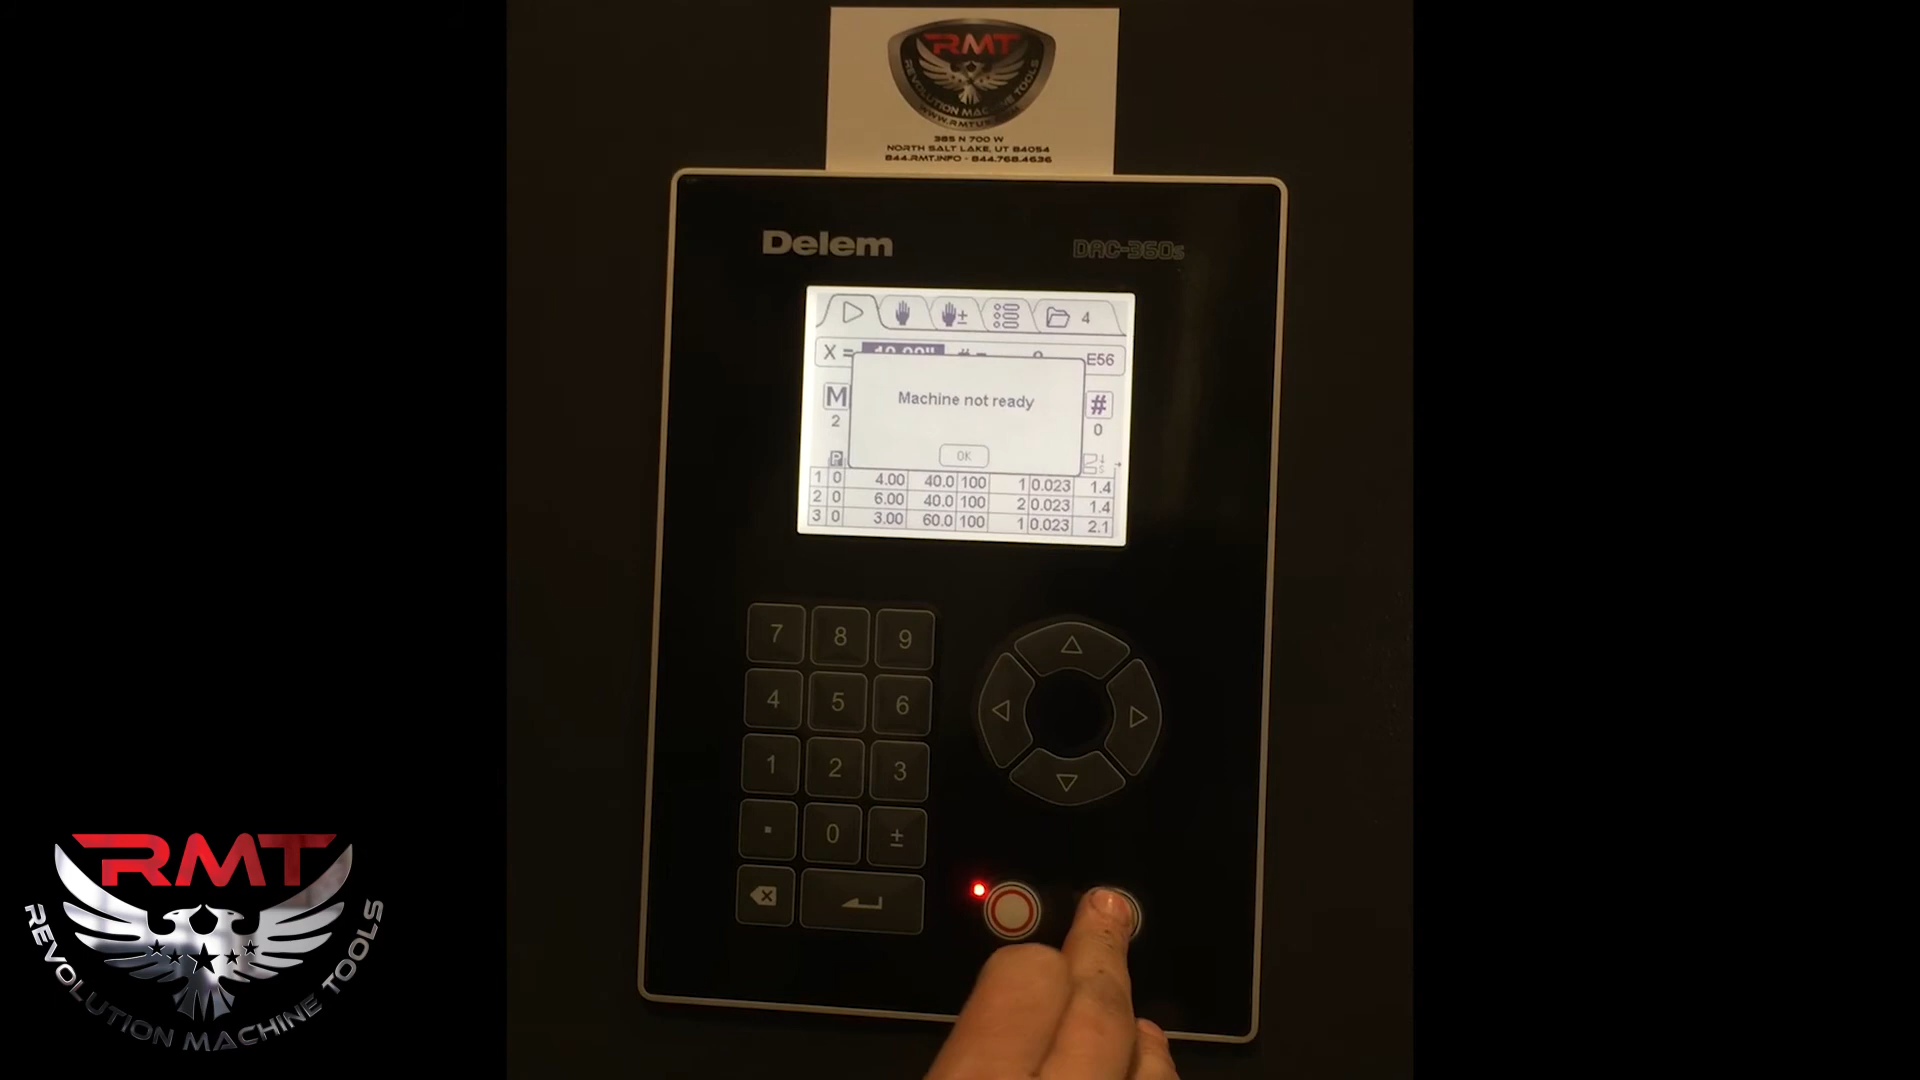 RMT
REVOLUTION MACHINE TOOLS
385 N 700 W
NORTH SALT LAKE, UT 84054
844.RMT.INFO - 844.768.4636
Delem
DAC-360s
4
X =
E56
Machine not ready
M
#
2
0
OK
1 0 4.00 40.0 100 1 0.023 1.4
2 0 6.00 40.0 100 2 0.023 1.4
3 0 3.00 60.0 100 1 0.023 2.1
7 8 9
4 5 6
1 2 3
. 0 ±
RMT
REVOLUTION MACHINE TOOLS